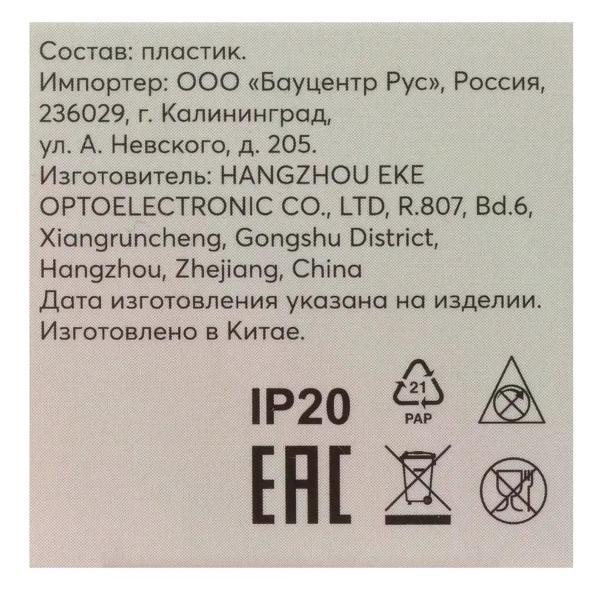 Состав: пластик.
Импортер: ООО «Бауцентр Рус», Россия,
236029, г. Калининград,
ул. А. Невского, д. 205.
Изготовитель: HANGZHOU EKE
OPTOELECTRONIC CO., LTD, R.807, Bd.6,
Xiangruncheng, Gongshu District,
Hangzhou, Zhejiang, China
Дата изготовления указана на изделии.
Изготовлено в Китае.
IP20
21
PAP
EAC